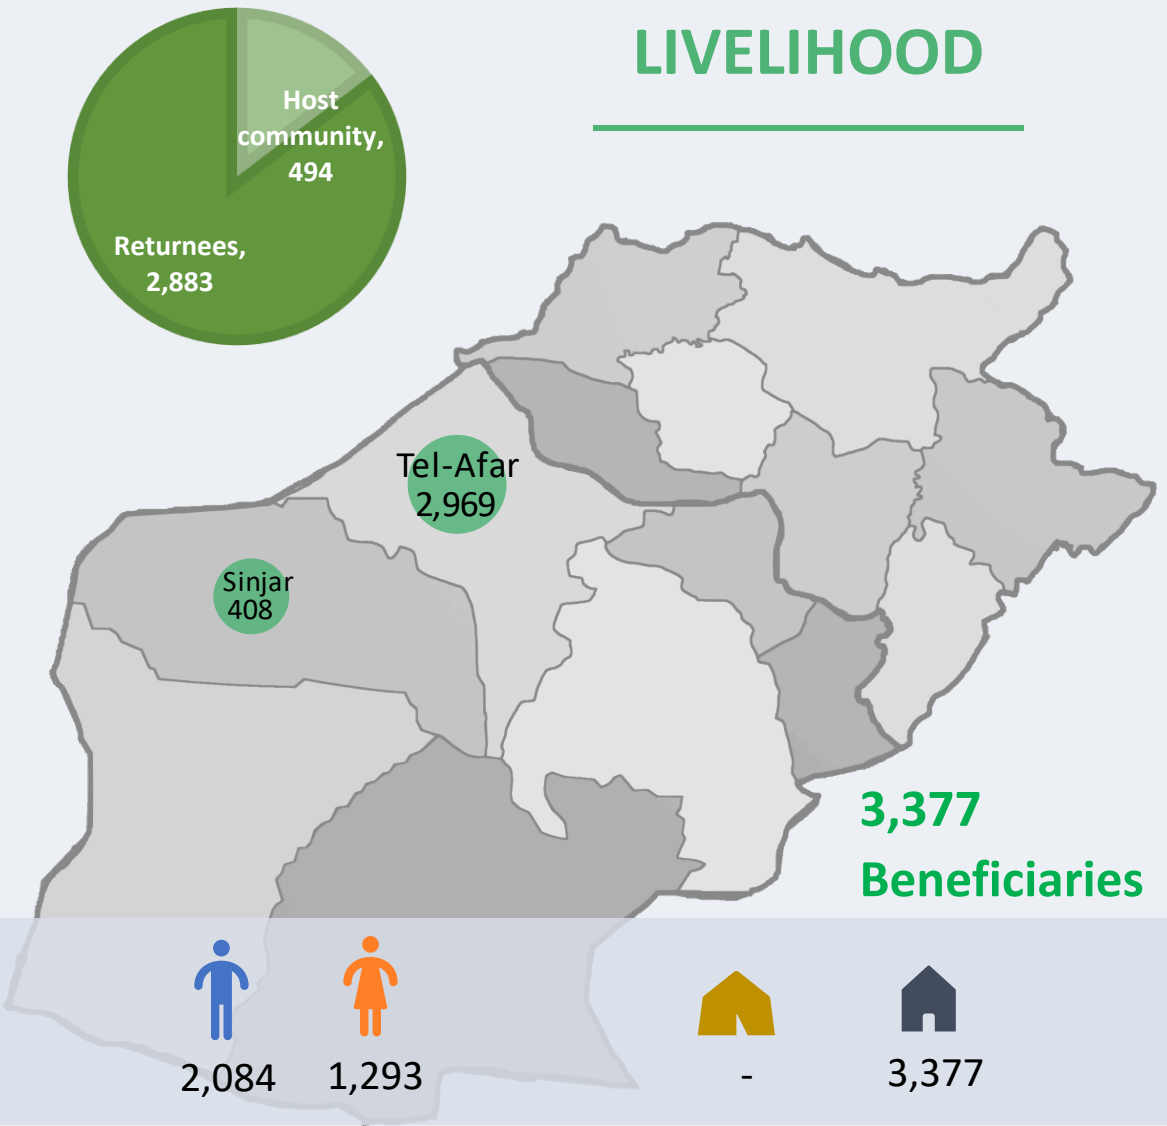 LIVELIHOOD
Host
community,
494
Returnees,
2,883
Tel-Afar
2,969
Sinjar
408
3,377
Beneficiaries
2,084
1,293
-
3,377